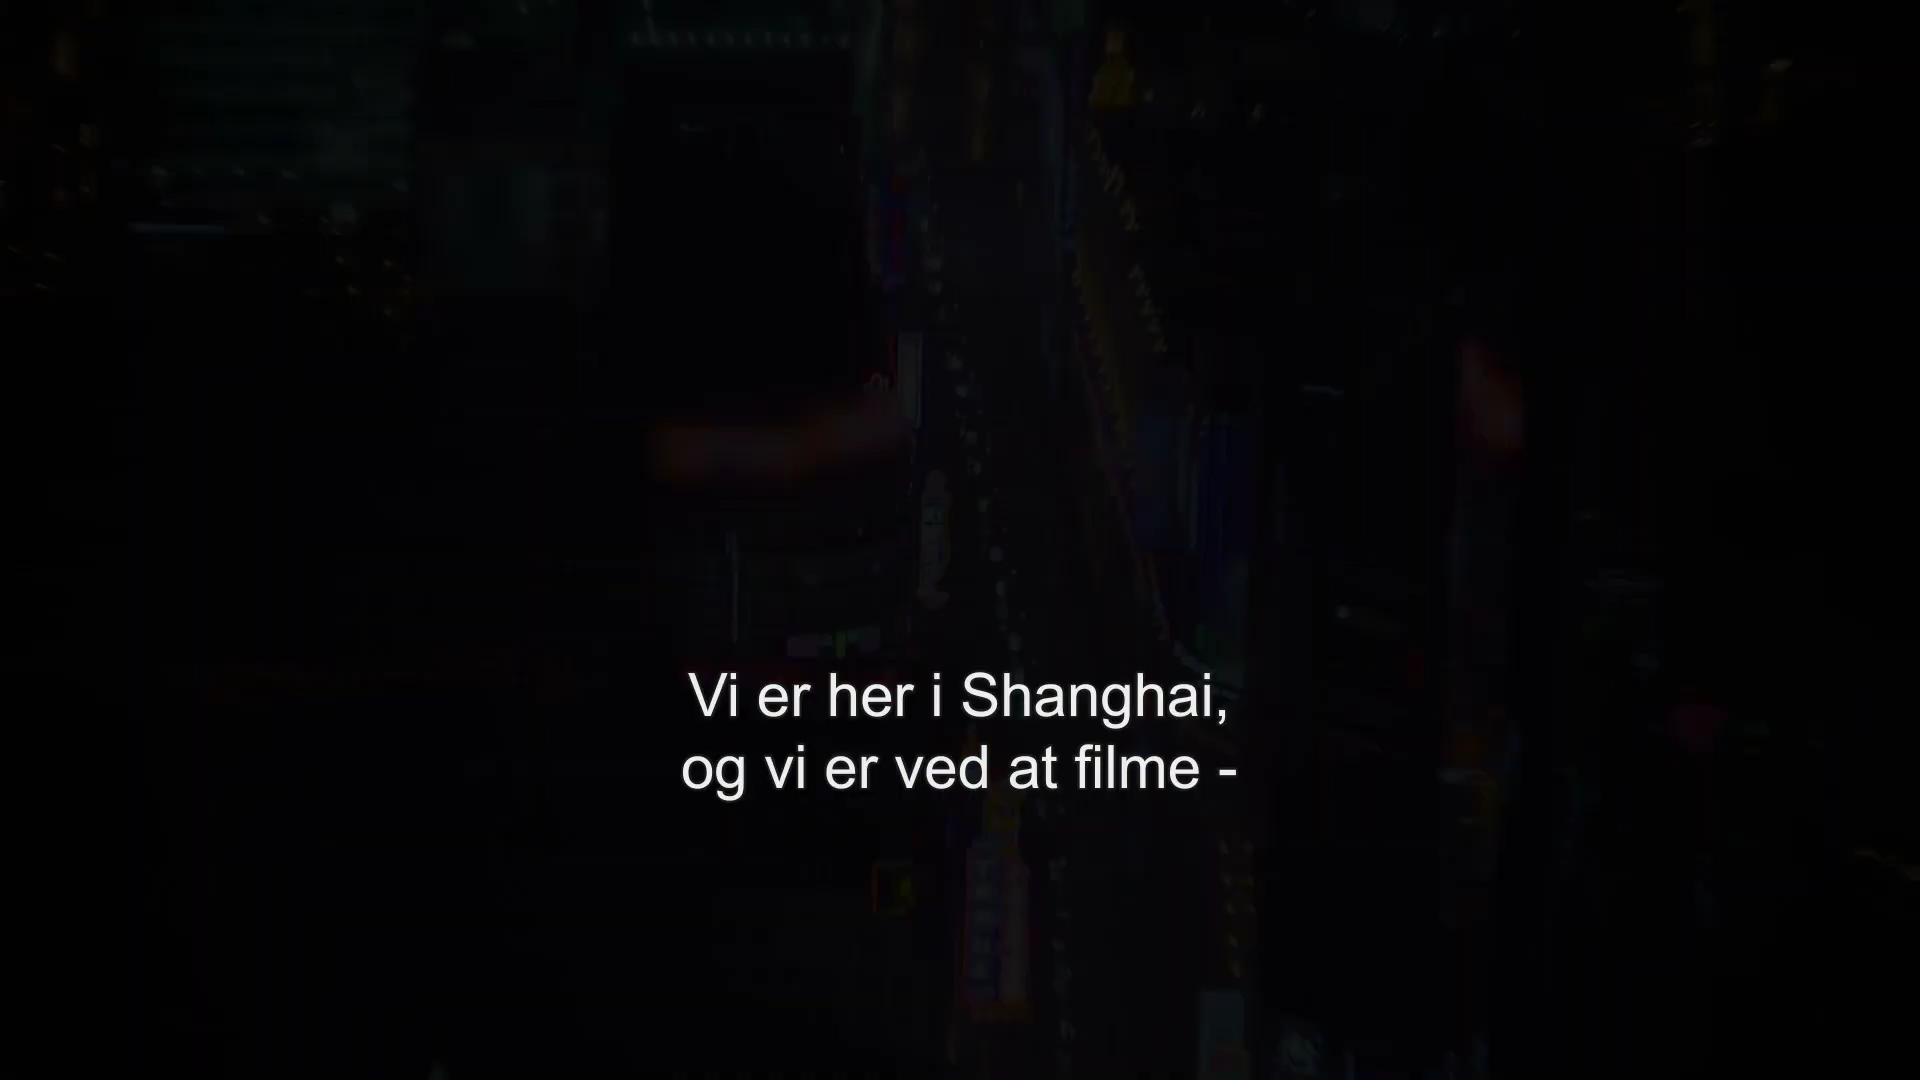 Vi er her i Shanghai,
og vi er ved at filme -